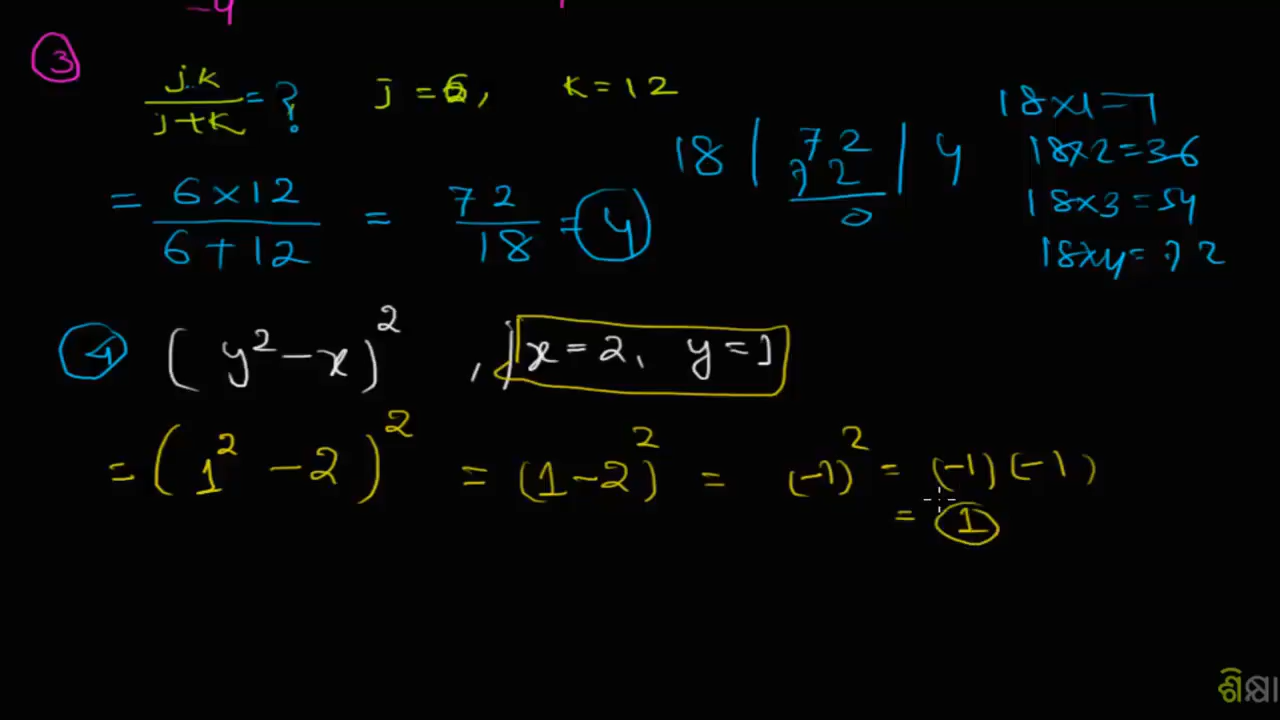 -4
③
jk/j+k = ? j = 6, k = 12
= 6×12/6+12 = 72/18 = 4
18 | 72 | 4
72
0
18×1=
18×2=36
18×3=54
18×4=72
④ (y²-x)² , x=2, y=1
= (1²-2)² = (1-2)² = (-1)² = (-1)(-1)
= 1
ଶିକ୍ଷା